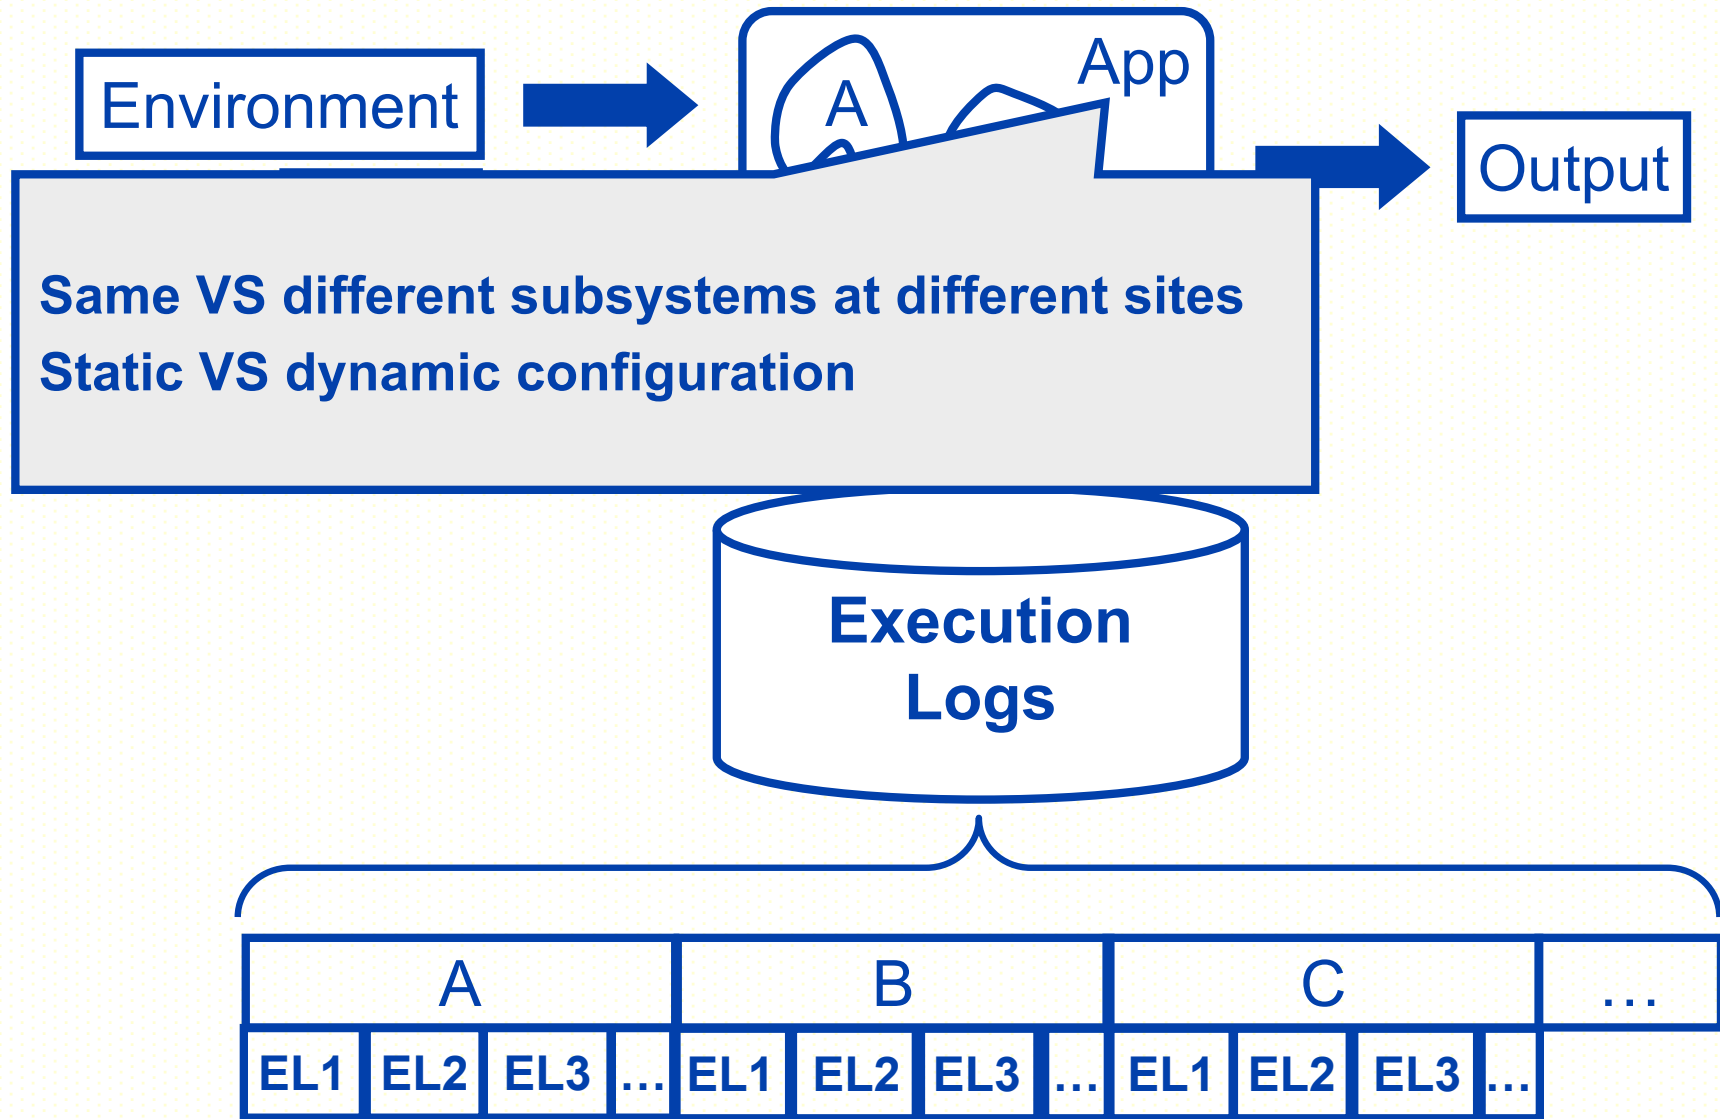 App
A
Environment
Output
Same VS different subsystems at different sites
Static VS dynamic configuration
Execution
Logs
A B C …
EL1 EL2 EL3 … EL1 EL2 EL3 … EL1 EL2 EL3 …